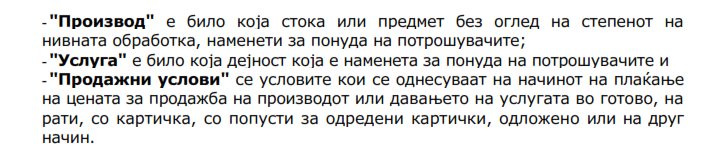 - "Производ" е било која стока или предмет без оглед на степенот на
нивната обработка, наменети за понуда на потрошувачите;
- "Услуга" е било која дејност која е наменета за понуда на потрошувачите и
- "Продажни услови" се условите кои се однесуваат на начинот на плаќање
на цената за продажба на производот или давањето на услугата во готово, на
рати, со картичка, со попусти за одредени картички, одложено или на друг
начин.